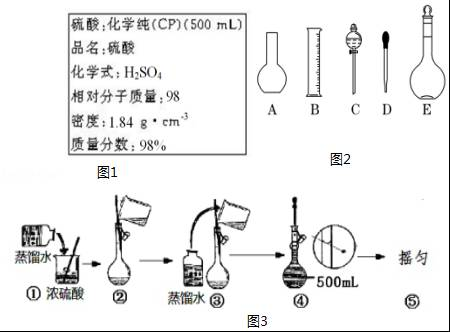 硫酸:化学纯(CP)(500 mL)
品名:硫酸
化学式:H₂SO₄
相对分子质量:98
密度:1.84 g·cm⁻³
质量分数:98%
图1
A B C D E
图2
蒸馏水
① 浓硫酸
②
蒸馏水 ③
500mL
④
摇匀
⑤
图3